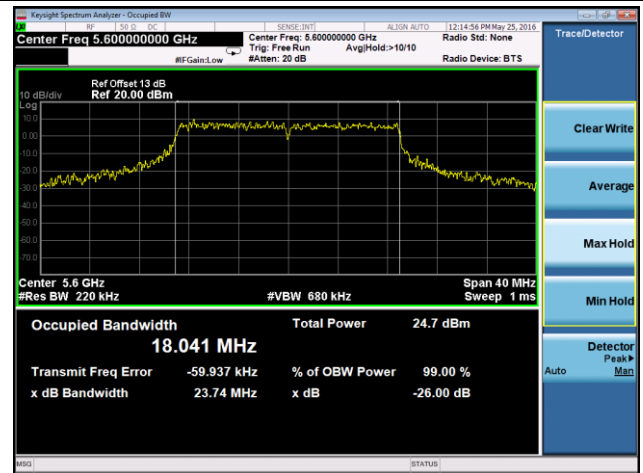 Keysight Spectrum Analyzer - Occupied BW
RF 50 Ω DC SENSE:INT ALIGN AUTO 12:14:56 PM May 25, 2016
Center Freq 5.600000000 GHz Center Freq: 5.600000000 GHz Radio Std: None
Trig: Free Run Avg|Hold:>10/10
#IFGain:Low #Atten: 20 dB Radio Device: BTS
Trace/Detector
Ref Offset 13 dB
10 dB/div Ref 20.00 dBm
Log
10.0
0.00
-10.0
-20.0
-30.0
-40.0
-50.0
-60.0
-70.0
Center 5.6 GHz Span 40 MHz
#Res BW 220 kHz #VBW 680 kHz Sweep 1 ms
Occupied Bandwidth Total Power 24.7 dBm
18.041 MHz
Transmit Freq Error -59.937 kHz % of OBW Power 99.00 %
x dB Bandwidth 23.74 MHz x dB -26.00 dB
Clear Write
Average
Max Hold
Min Hold
Detector
Peak▶
Auto Man
MSG STATUS